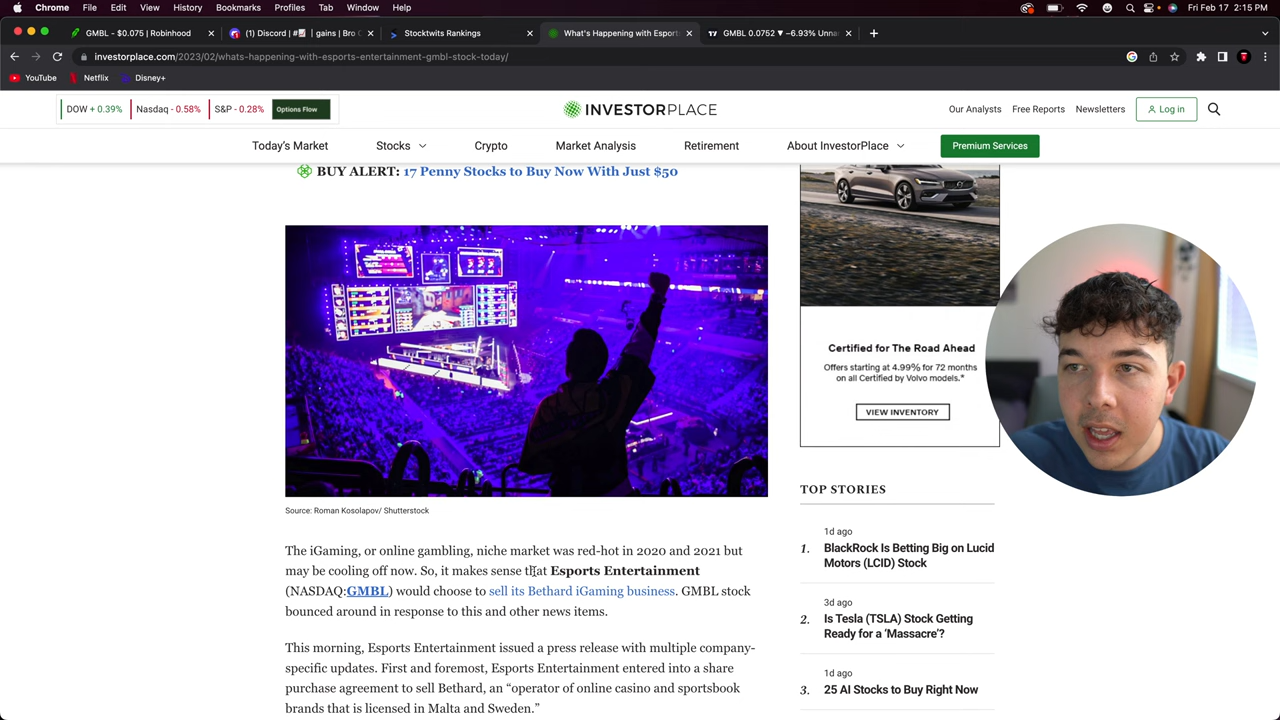 Chrome File Edit View History Bookmarks Profiles Tab Window Help Fri Feb 17 2:15 PM
GMBL - $0.075 | Robinhood × (1) Discord | # | gains | Bro C × Stocktwits Rankings × What's Happening with Esport × GMBL 0.0752 ▼ −6.93% Unna × +
investorplace.com/2023/02/whats-happening-with-esports-entertainment-gmbl-stock-today/
YouTube Netflix Disney+
DOW + 0.39% Nasdaq - 0.58% S&P - 0.28% Options Flow INVESTORPLACE Our Analysts Free Reports Newsletters Log in
Today's Market Stocks Crypto Market Analysis Retirement About InvestorPlace Premium Services
BUY ALERT: 17 Penny Stocks to Buy Now With Just $50
Source: Roman Kosolapov/ Shutterstock
The iGaming, or online gambling, niche market was red-hot in 2020 and 2021 but
may be cooling off now. So, it makes sense that Esports Entertainment
(NASDAQ:GMBL) would choose to sell its Bethard iGaming business. GMBL stock
bounced around in response to this and other news items.
This morning, Esports Entertainment issued a press release with multiple company-
specific updates. First and foremost, Esports Entertainment entered into a share
purchase agreement to sell Bethard, an “operator of online casino and sportsbook
brands that is licensed in Malta and Sweden.”
Certified for The Road Ahead
Offers starting at 4.99% for 72 months
on all Certified by Volvo models.*
VIEW INVENTORY
TOP STORIES
1d ago
1. BlackRock Is Betting Big on Lucid
Motors (LCID) Stock
3d ago
2. Is Tesla (TSLA) Stock Getting
Ready for a ‘Massacre’?
1d ago
3. 25 AI Stocks to Buy Right Now